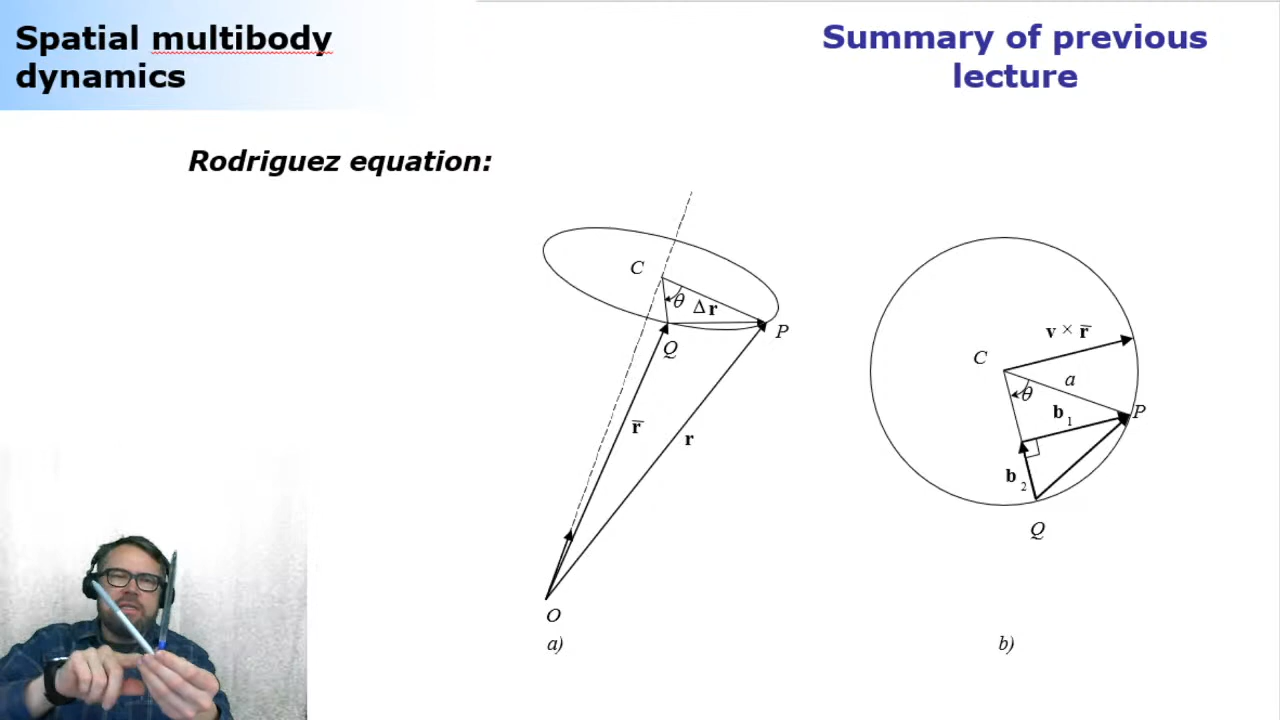 Spatial multibody
dynamics
Summary of previous
lecture
Rodriguez equation:
C
θ
Δr
Q
P
r̅
r
O
a)
v × r̅
C
a
θ
b₁
P
b₂
Q
b)